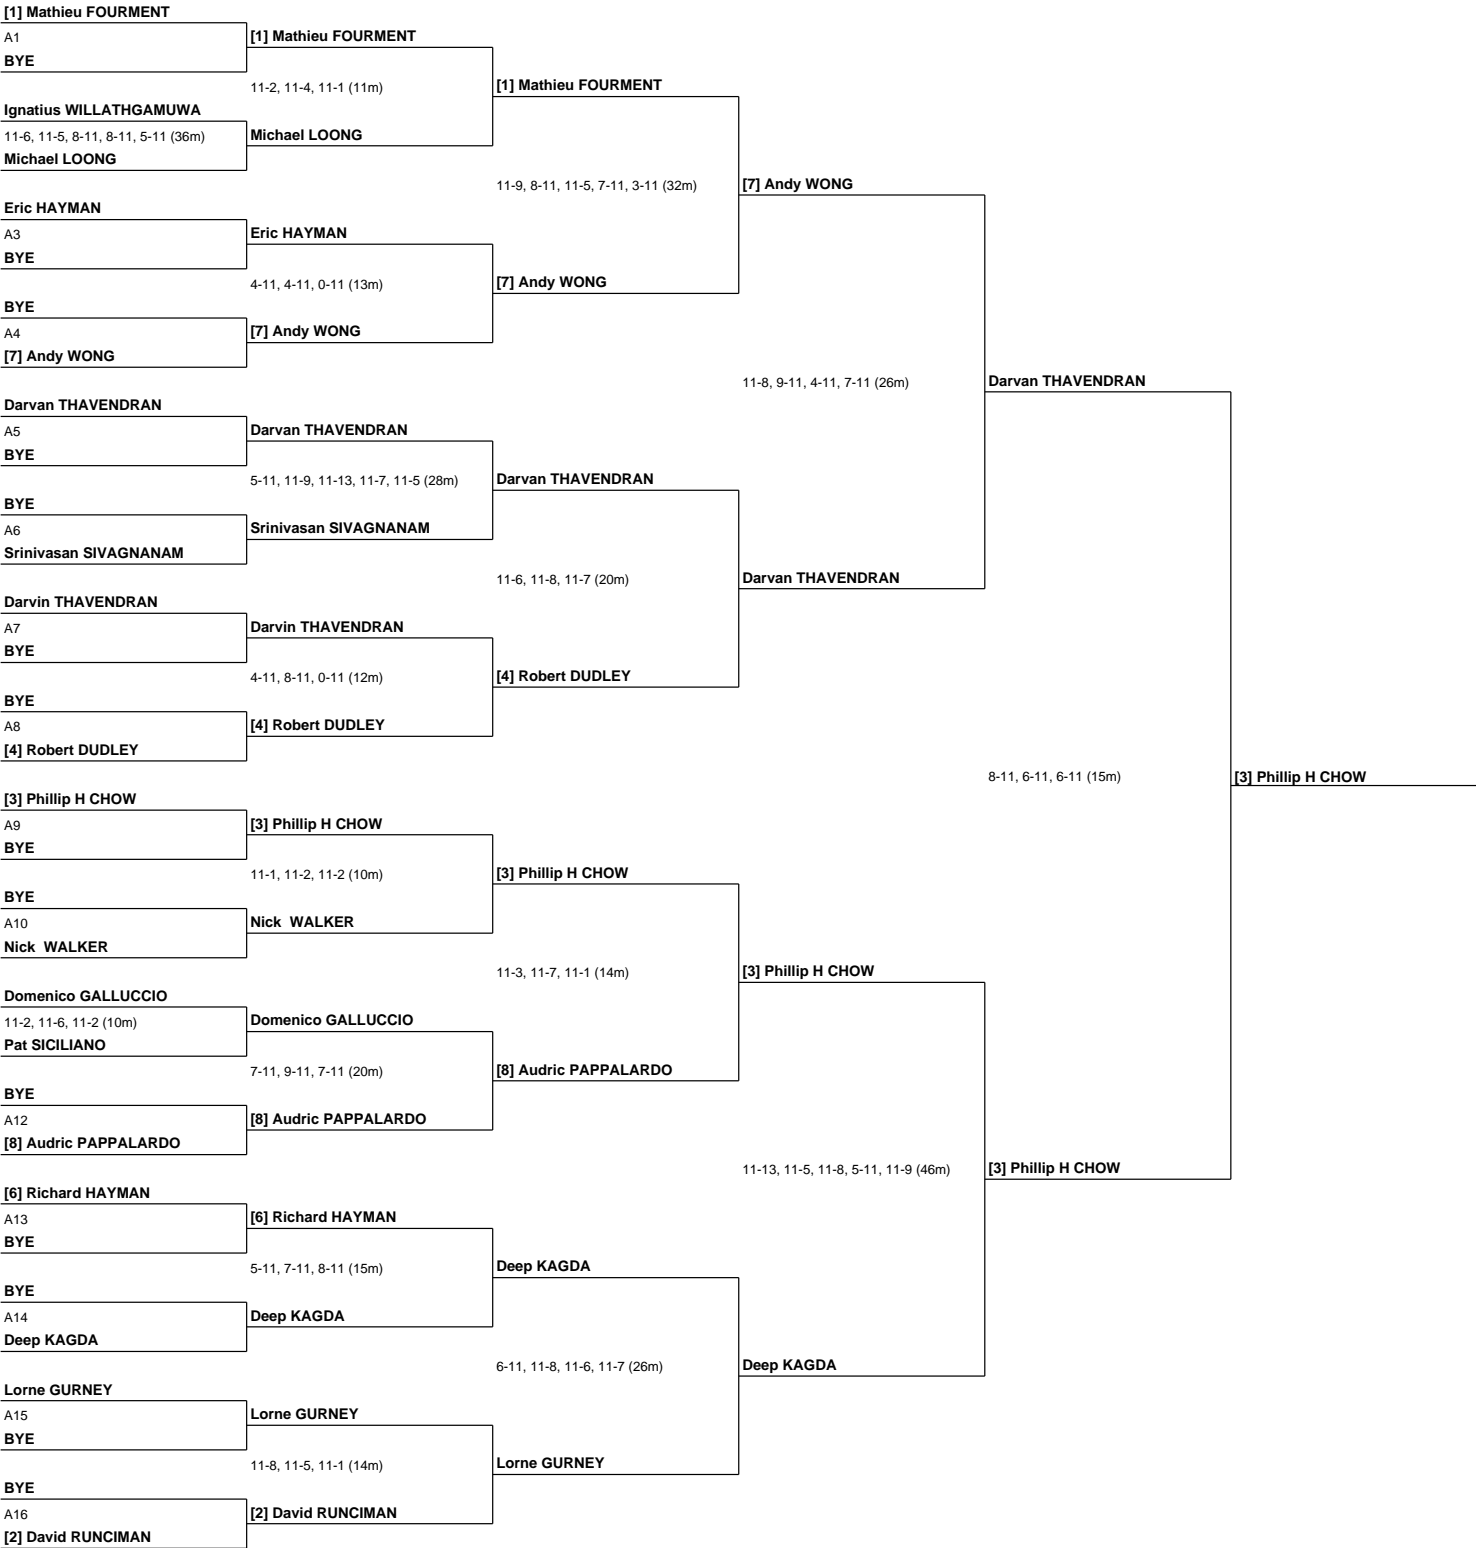 [1] Mathieu FOURMENT
A1
BYE
Ignatius WILLATHGAMUWA
11-6, 11-5, 8-11, 8-11, 5-11 (36m)
Michael LOONG
Eric HAYMAN
A3
BYE
BYE
A4
[7] Andy WONG
Darvan THAVENDRAN
A5
BYE
BYE
A6
Srinivasan SIVAGNANAM
Darvin THAVENDRAN
A7
BYE
BYE
A8
[4] Robert DUDLEY
[3] Phillip H CHOW
A9
BYE
BYE
A10
Nick  WALKER
Domenico GALLUCCIO
11-2, 11-6, 11-2 (10m)
Pat SICILIANO
BYE
A12
[8] Audric PAPPALARDO
[6] Richard HAYMAN
A13
BYE
BYE
A14
Deep KAGDA
Lorne GURNEY
A15
BYE
BYE
A16
[2] David RUNCIMAN
[1] Mathieu FOURMENT
11-2, 11-4, 11-1 (11m)
Michael LOONG
Eric HAYMAN
4-11, 4-11, 0-11 (13m)
[7] Andy WONG
Darvan THAVENDRAN
5-11, 11-9, 11-13, 11-7, 11-5 (28m)
Srinivasan SIVAGNANAM
Darvin THAVENDRAN
4-11, 8-11, 0-11 (12m)
[4] Robert DUDLEY
[3] Phillip H CHOW
11-1, 11-2, 11-2 (10m)
Nick  WALKER
Domenico GALLUCCIO
7-11, 9-11, 7-11 (20m)
[8] Audric PAPPALARDO
[6] Richard HAYMAN
5-11, 7-11, 8-11 (15m)
Deep KAGDA
Lorne GURNEY
11-8, 11-5, 11-1 (14m)
[2] David RUNCIMAN
[1] Mathieu FOURMENT
11-9, 8-11, 11-5, 7-11, 3-11 (32m)
[7] Andy WONG
Darvan THAVENDRAN
11-6, 11-8, 11-7 (20m)
[4] Robert DUDLEY
[3] Phillip H CHOW
11-3, 11-7, 11-1 (14m)
[8] Audric PAPPALARDO
Deep KAGDA
6-11, 11-8, 11-6, 11-7 (26m)
Lorne GURNEY
[7] Andy WONG
11-8, 9-11, 4-11, 7-11 (26m)
Darvan THAVENDRAN
[3] Phillip H CHOW
11-13, 11-5, 11-8, 5-11, 11-9 (46m)
Deep KAGDA
Darvan THAVENDRAN
8-11, 6-11, 6-11 (15m)
[3] Phillip H CHOW
[3] Phillip H CHOW